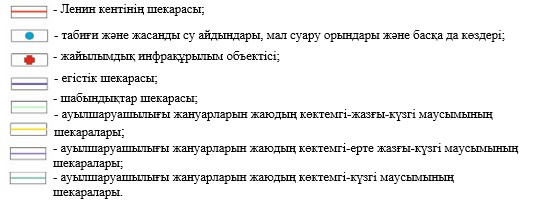 - Ленин кентінің шекарасы;
- табиғи және жасанды су айдындары, мал суару орындары және басқа да көздері;
- жайылымдық инфрақұрылым объектісі;
- егістік шекарасы;
- шабындықтар шекарасы;
- ауылшаруашылығы жануарларын жаюдың көктемгі-жазғы-күзгі маусымының
шекаралары;
- ауылшаруашылығы жануарларын жаюдың көктемгі-ерте жазғы-күзгі маусымының
шекаралары;
- ауылшаруашылығы жануарларын жаюдың көктемгі-күзгі маусымының
шекаралары.